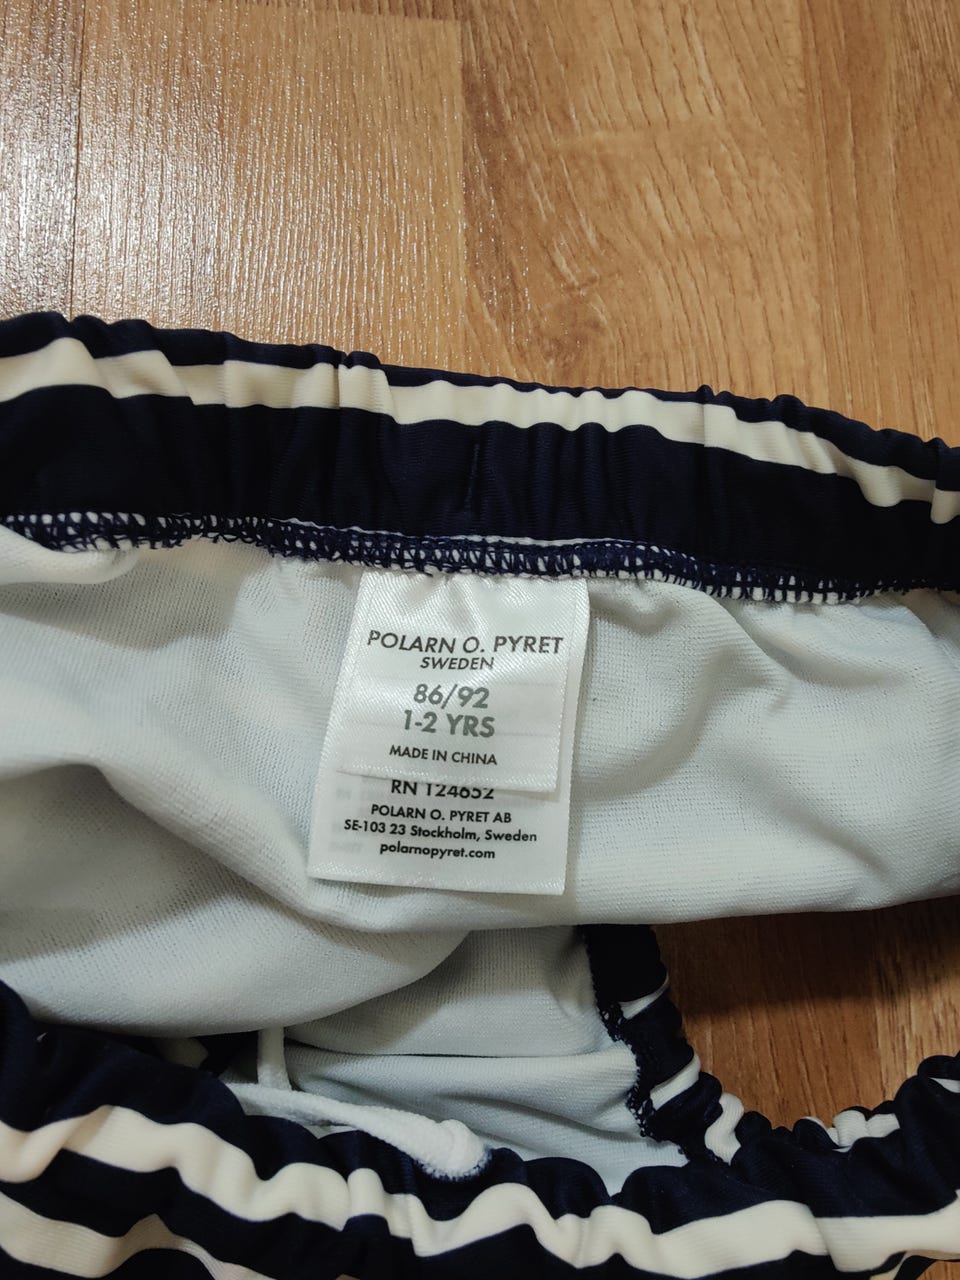 POLARN O. PYRET
SWEDEN
86/92
1-2 YRS
MADE IN CHINA
RN 124652
POLARN O. PYRET AB
SE-103 23 Stockholm, Sweden
polarnopyret.com